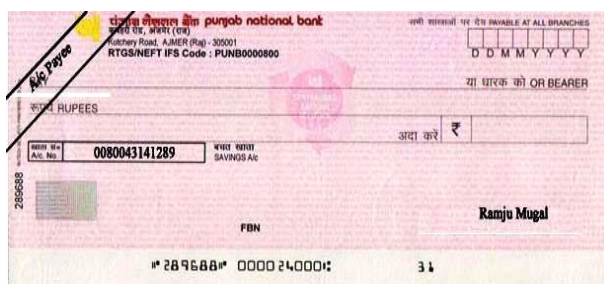 पंजाब नैशनल बैंक punjab national bank
कचहरी रोड, अजमेर (राज)
Kutchery Road, AJMER (Raj) - 305001
RTGS/NEFT IFS Code : PUNB0000800
सभी शाखाओं पर देय PAYABLE AT ALL BRANCHES
D D M M Y Y Y Y
A/c Payee
या धारक को OR BEARER
रूपये RUPEES
अदा करें ₹
खाता सं०
A/c. No. 0080043141289
बचत खाता
SAVINGS A/c
289688
FBN
Ramju Mugal
⑈289688⑈ 000024000⑆ 31